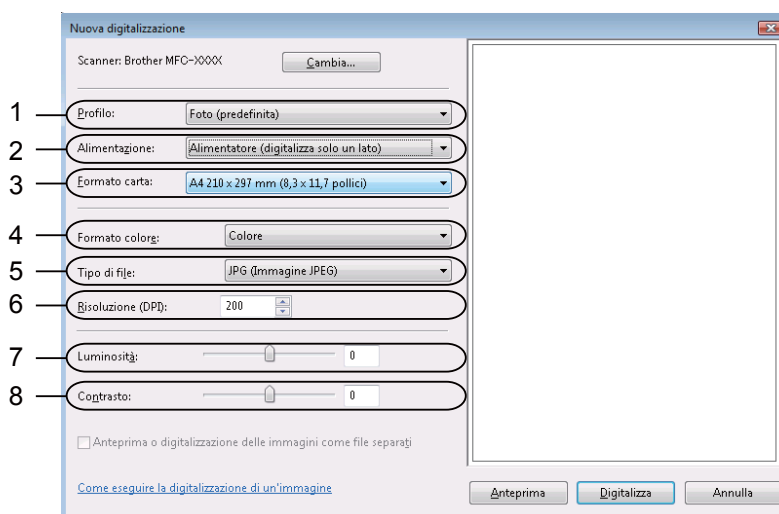 Nuova digitalizzazione
Scanner: Brother MFC-XXXX
Cambia...
1 Profilo: Foto (predefinita)
2 Alimentazione: Alimentatore (digitalizza solo un lato)
3 Formato carta: A4 210 x 297 mm (8,3 x 11,7 pollici)
4 Formato colore: Colore
5 Tipo di file: JPG (Immagine JPEG)
6 Risoluzione (DPI): 200
7 Luminosità: 0
8 Contrasto: 0
Anteprima o digitalizzazione delle immagini come file separati
Come eseguire la digitalizzazione di un'immagine
Anteprima Digitalizza Annulla